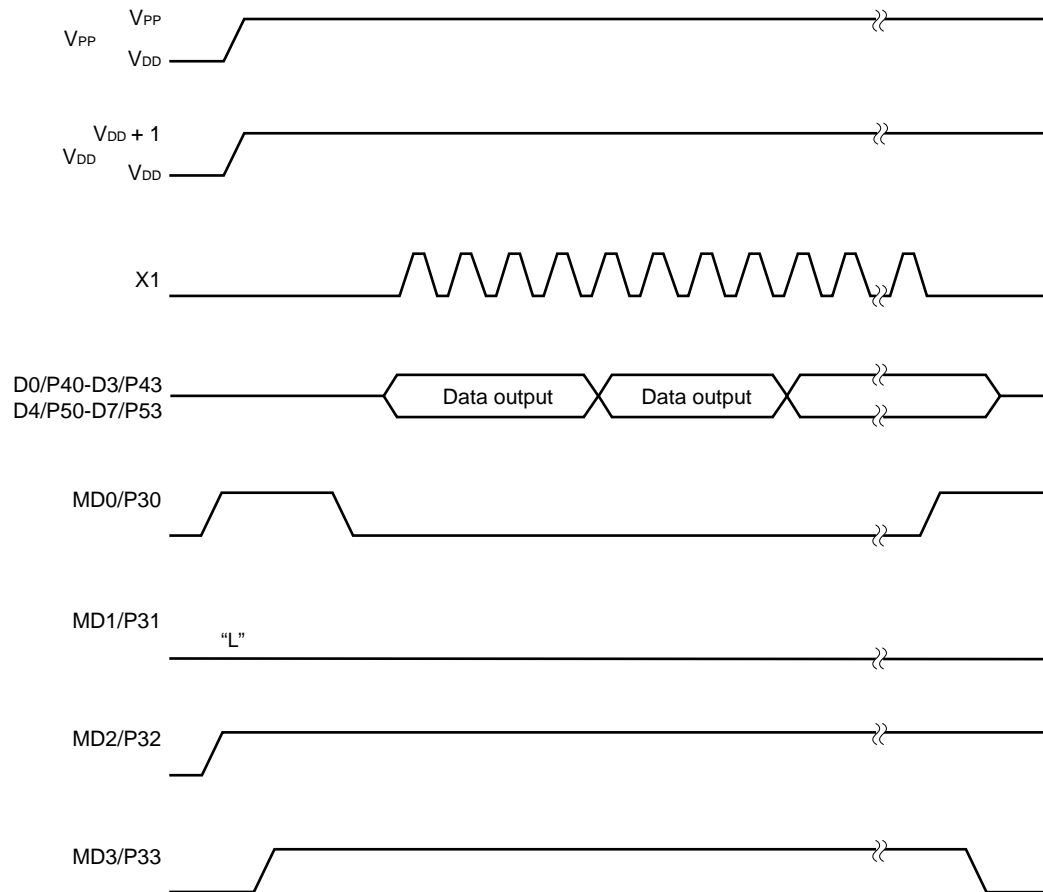 VPP
VPP
VDD
VDD + 1
VDD
VDD
X1
D0/P40-D3/P43
D4/P50-D7/P53
Data output
Data output
MD0/P30
MD1/P31
“L”
MD2/P32
MD3/P33